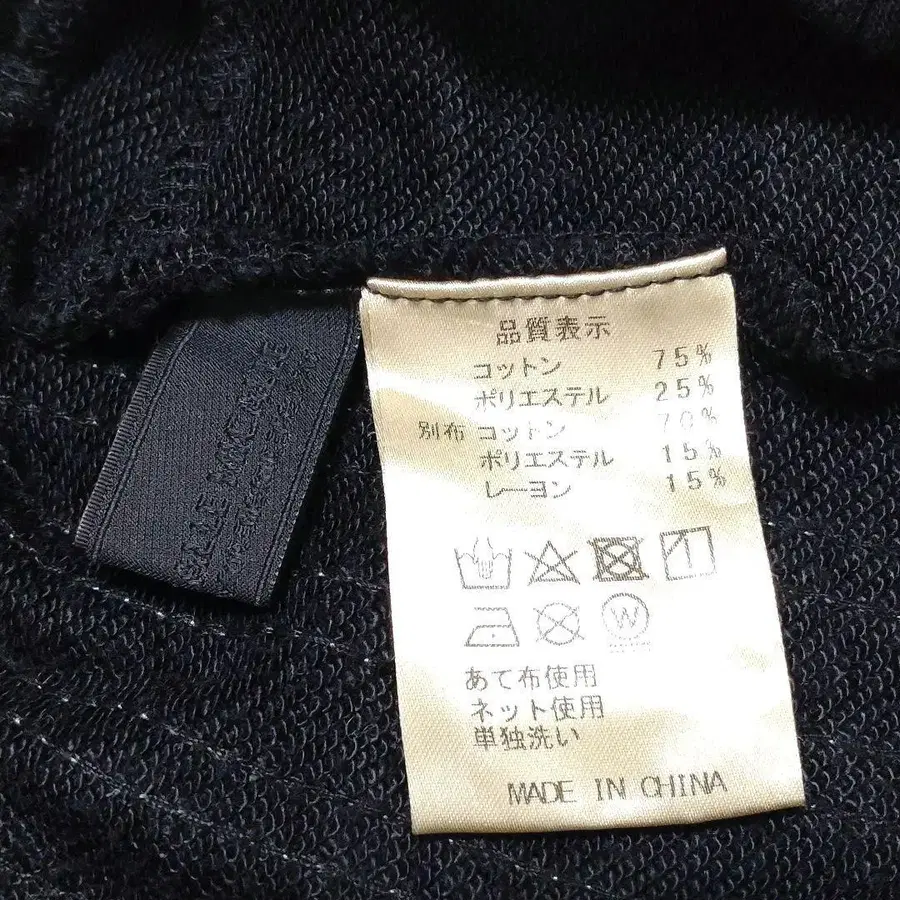 品質表示
コットン 75%
ポリエステル 25%
別布 コットン 70%
ポリエステル 15%
レーヨン 15%
W
あて布使用
ネット使用
単独洗い
MADE IN CHINA